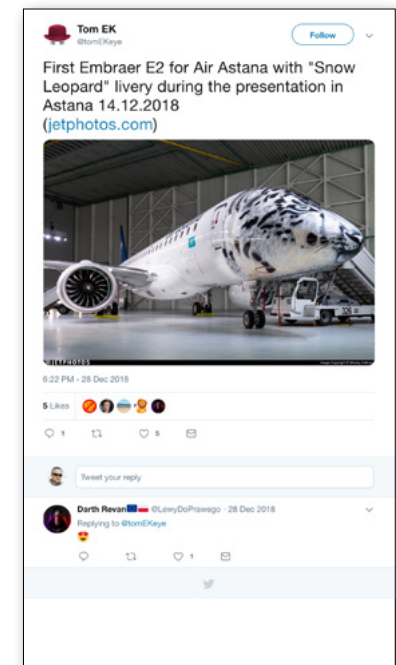 Tom EK
@tomEKeye
Follow
First Embraer E2 for Air Astana with "Snow
Leopard" livery during the presentation in
Astana 14.12.2018
(jetphotos.com)
JETPHOTOS
6:22 PM - 28 Dec 2018
5 Likes
1
5
Tweet your reply
Darth Revan @LewyDoPrawego · 28 Dec 2018
Replying to @tomEKeye
1